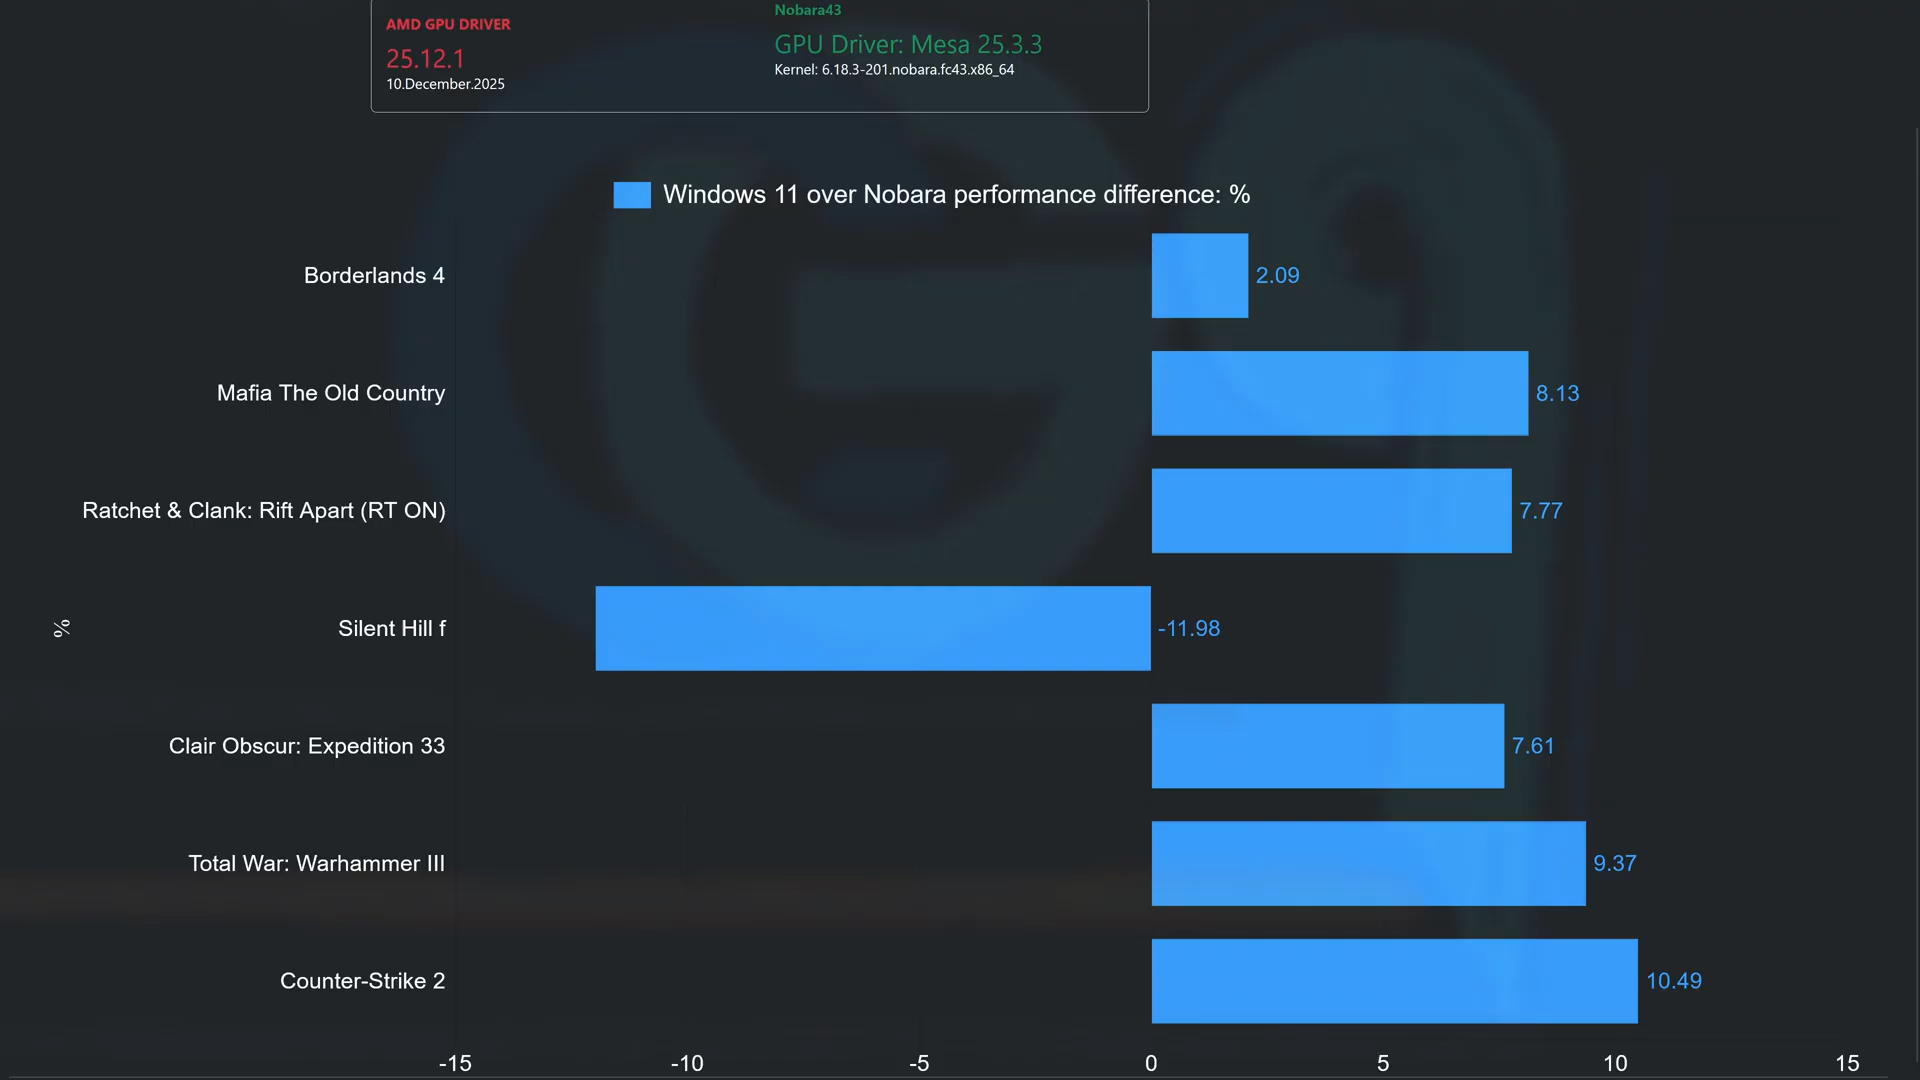 AMD GPU DRIVER
25.12.1
10.December.2025
Nobara43
GPU Driver: Mesa 25.3.3
Kernel: 6.18.3-201.nobara.fc43.x86_64
Windows 11 over Nobara performance difference: %
Borderlands 4
2.09
Mafia The Old Country
8.13
Ratchet & Clank: Rift Apart (RT ON)
7.77
%
Silent Hill f
-11.98
Clair Obscur: Expedition 33
7.61
Total War: Warhammer III
9.37
Counter-Strike 2
10.49
-15 -10 -5 0 5 10 15